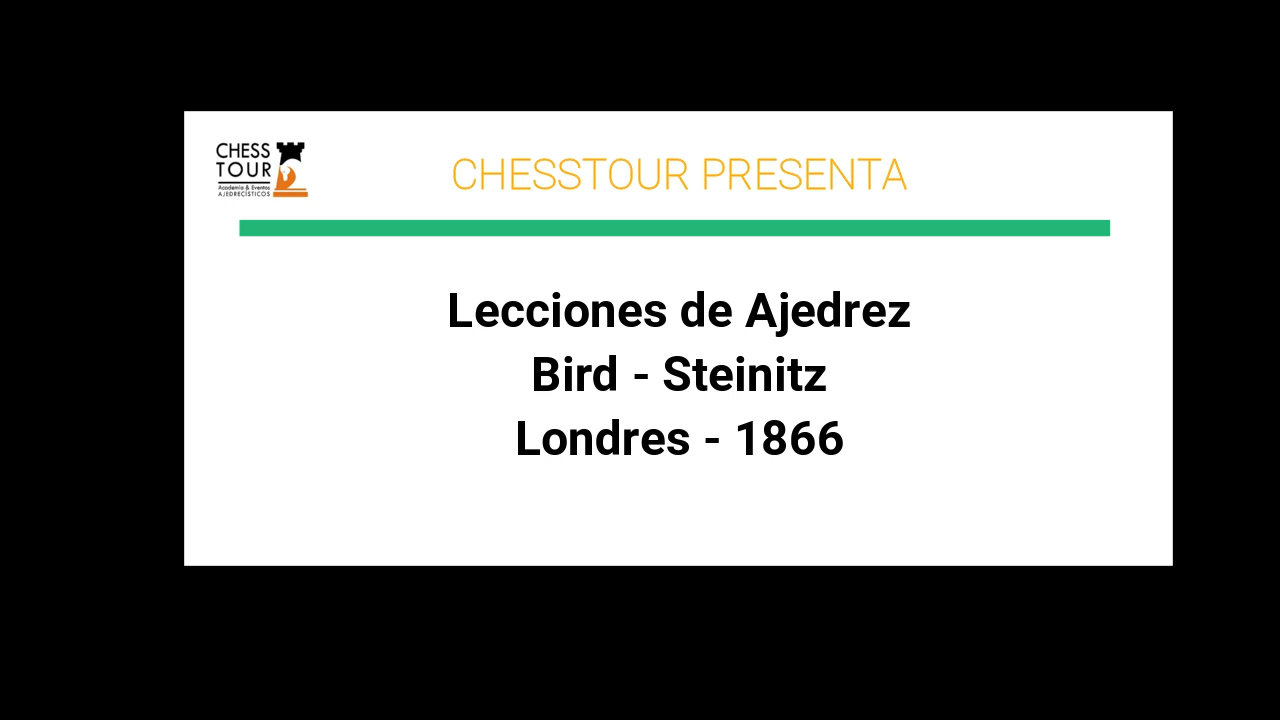 CHESS
TOUR
Academia & Eventos
AJEDRECÍSTICOS
CHESSTOUR PRESENTA
Lecciones de Ajedrez
Bird - Steinitz
Londres - 1866